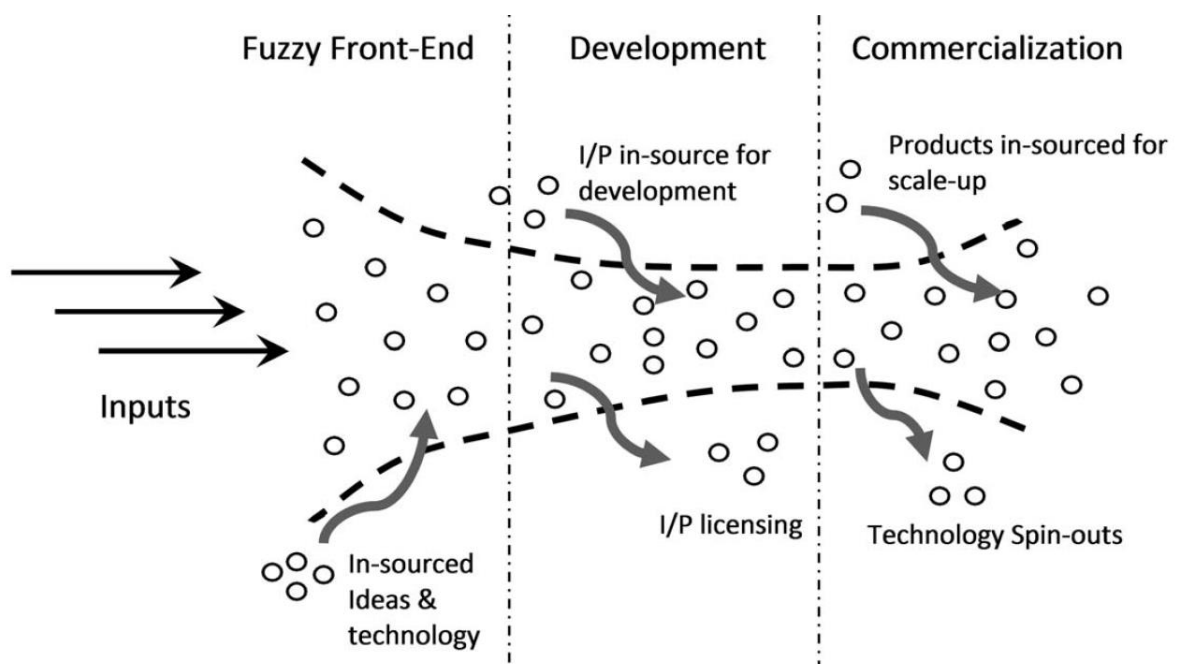 Fuzzy Front-End
Development
Commercialization
I/P in-source for
development
Products in-sourced for
scale-up
Inputs
I/P licensing
Technology Spin-outs
In-sourced
Ideas &
technology